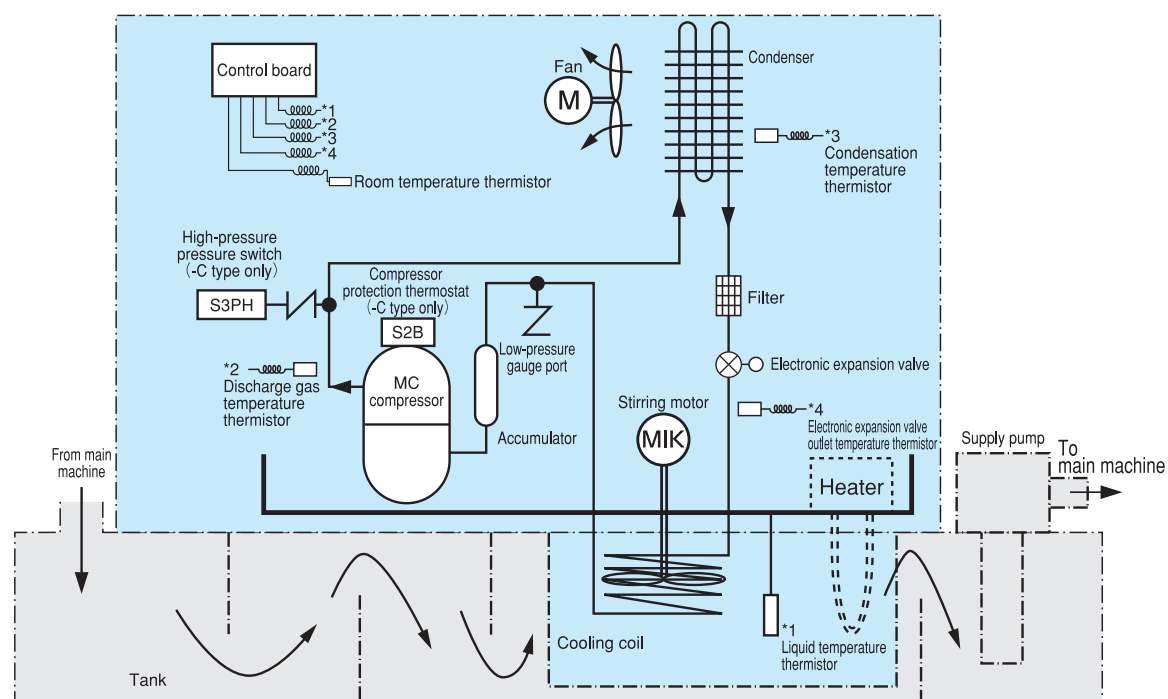 Control board
*1
*2
*3
*4
Room temperature thermistor
Fan
M
Condenser
*3
Condensation
temperature
thermistor
High-pressure
pressure switch
(-C type only)
S3PH
Compressor
protection thermostat
(-C type only)
S2B
Low-pressure
gauge port
Filter
Electronic expansion valve
*2
Discharge gas
temperature
thermistor
MC
compressor
Accumulator
Stirring motor
MIK
*4
Electronic expansion valve
outlet temperature thermistor
Heater
Supply pump
To
main machine
From main
machine
Cooling coil
*1
Liquid temperature
thermistor
Tank